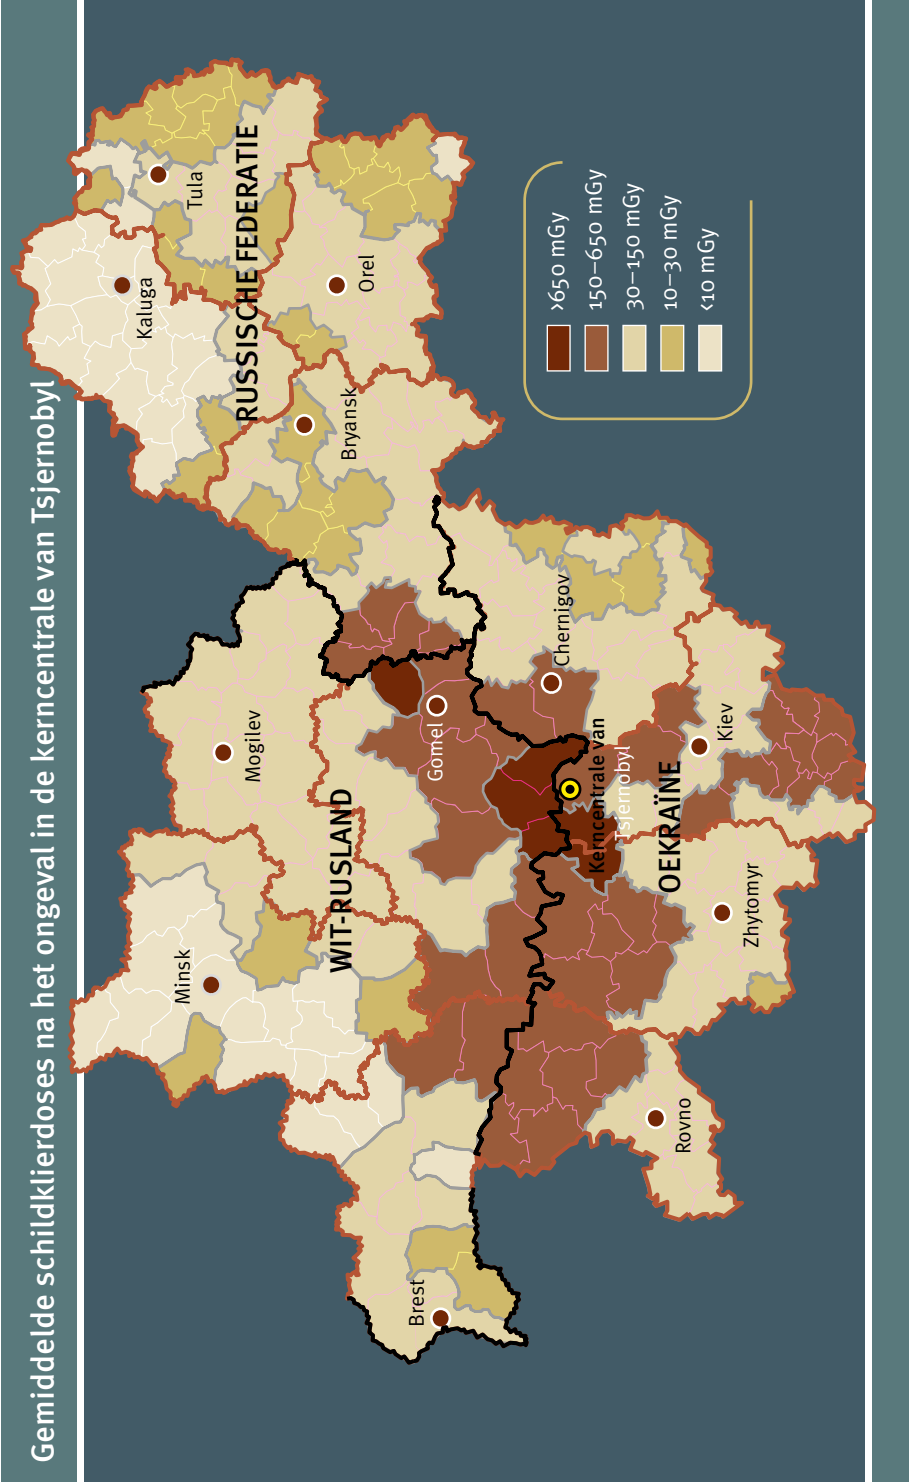 Gemiddelde schildklierdoses na het ongeval in de kerncentrale van Tsjernobyl
Kaluga
Tula
RUSSISCHE FEDERATIE
Orel
Bryansk
Minsk
Mogilev
WIT-RUSLAND
Brest
Gomel
Chernigov
Kerncentrale van
Tsjernobyl
OEKRAÏNE
Kiev
Zhytomyr
Rovno
>650 mGy
150–650 mGy
30–150 mGy
10–30 mGy
<10 mGy